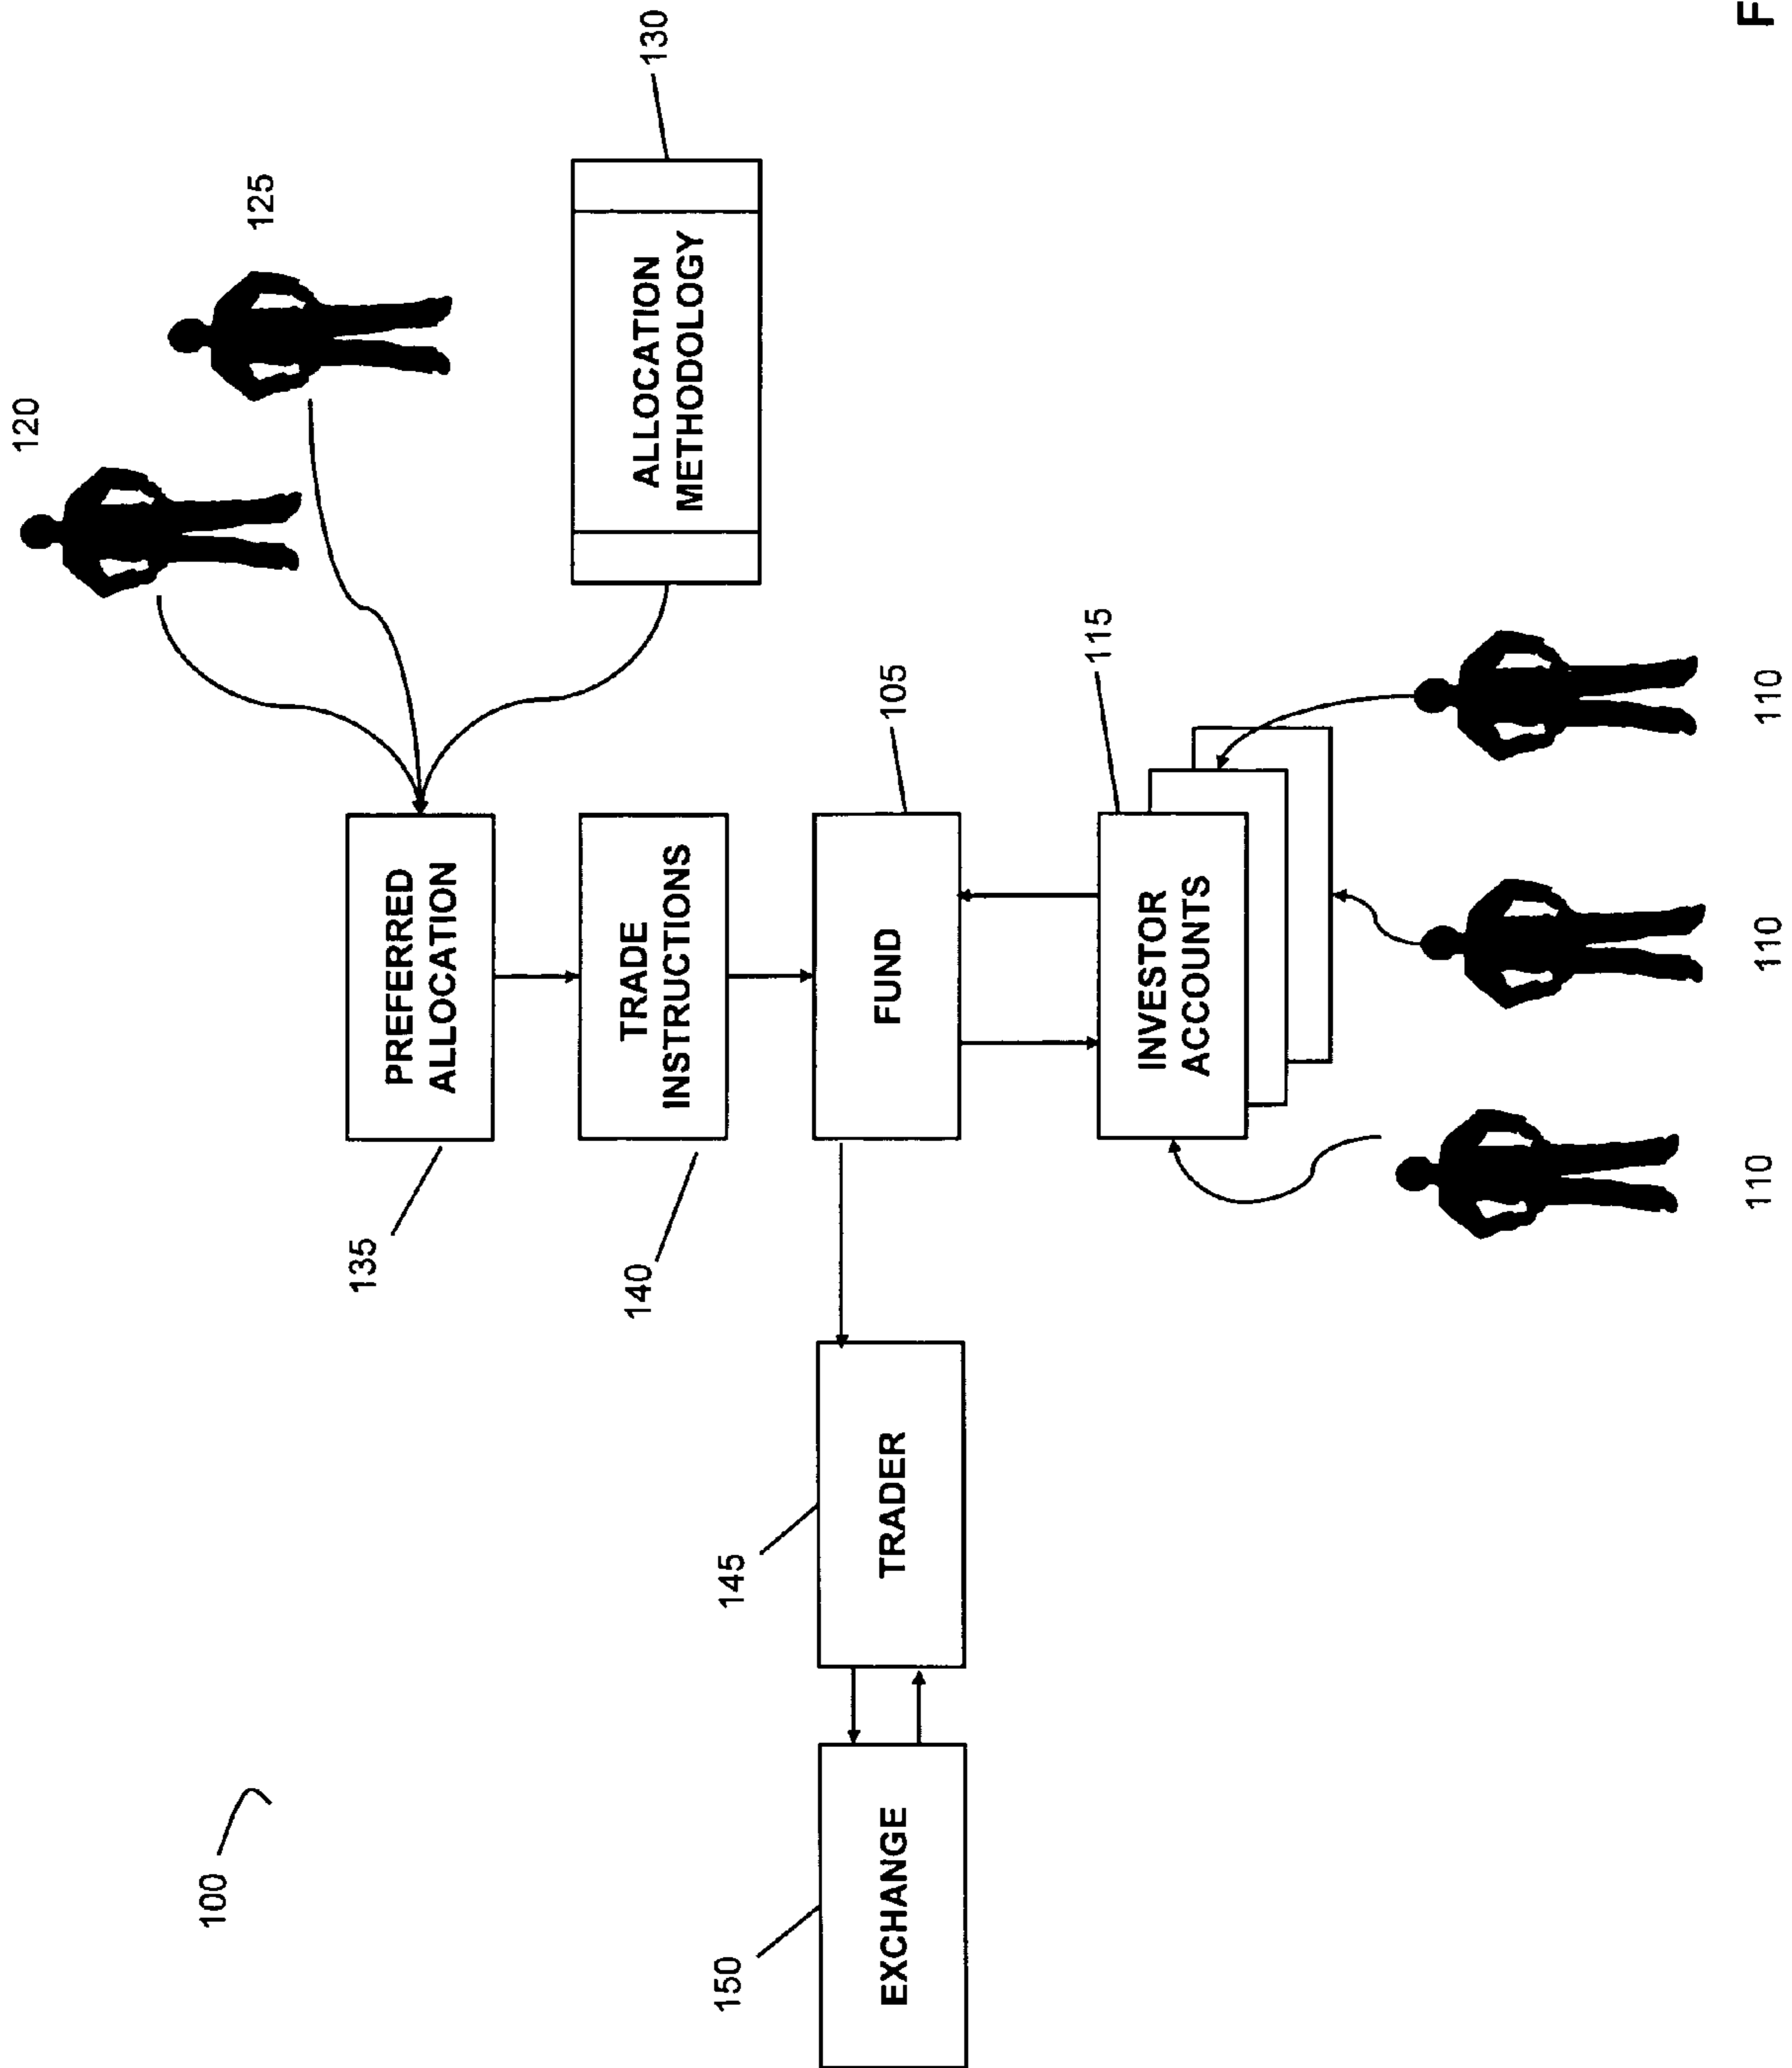 100
120
125
130
ALLOCATION
METHODOLOGY
135
PREFERRED
ALLOCATION
140
TRADE
INSTRUCTIONS
150
EXCHANGE
145
TRADER
FUND
105
INVESTOR
ACCOUNTS
115
110
110
110
F